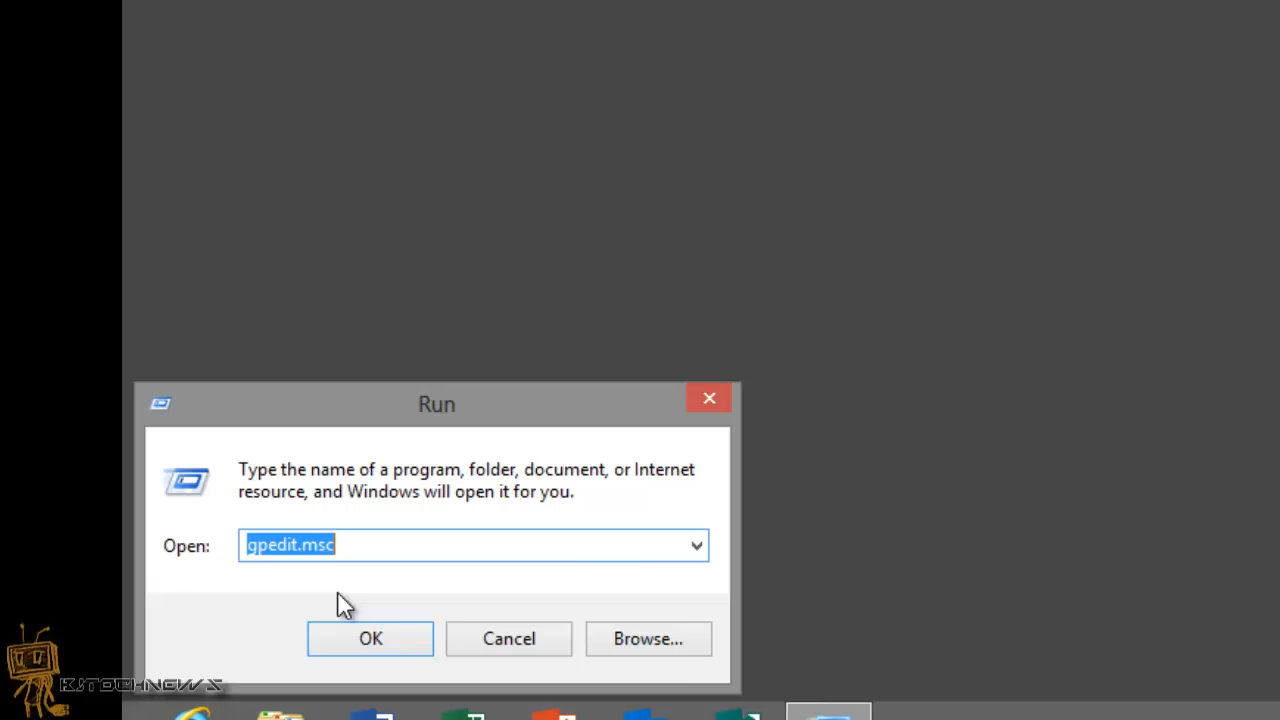 Run
Type the name of a program, folder, document, or Internet
resource, and Windows will open it for you.
Open:
gpedit.msc
OK
Cancel
Browse...